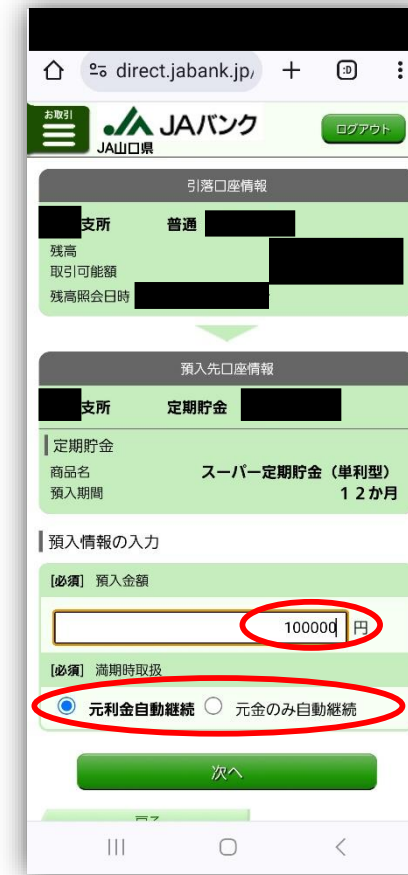 direct.jabank.jp/
お取引
JAバンク
JA山口県
ログアウト
引落口座情報
支所 普通
残高
取引可能額
残高照会日時
預入先口座情報
支所 定期貯金
定期貯金
商品名 スーパー定期貯金（単利型）
預入期間 １２か月
預入情報の入力
[必須] 預入金額
100000 円
[必須] 満期時取扱
元利金自動継続 元金のみ自動継続
次へ